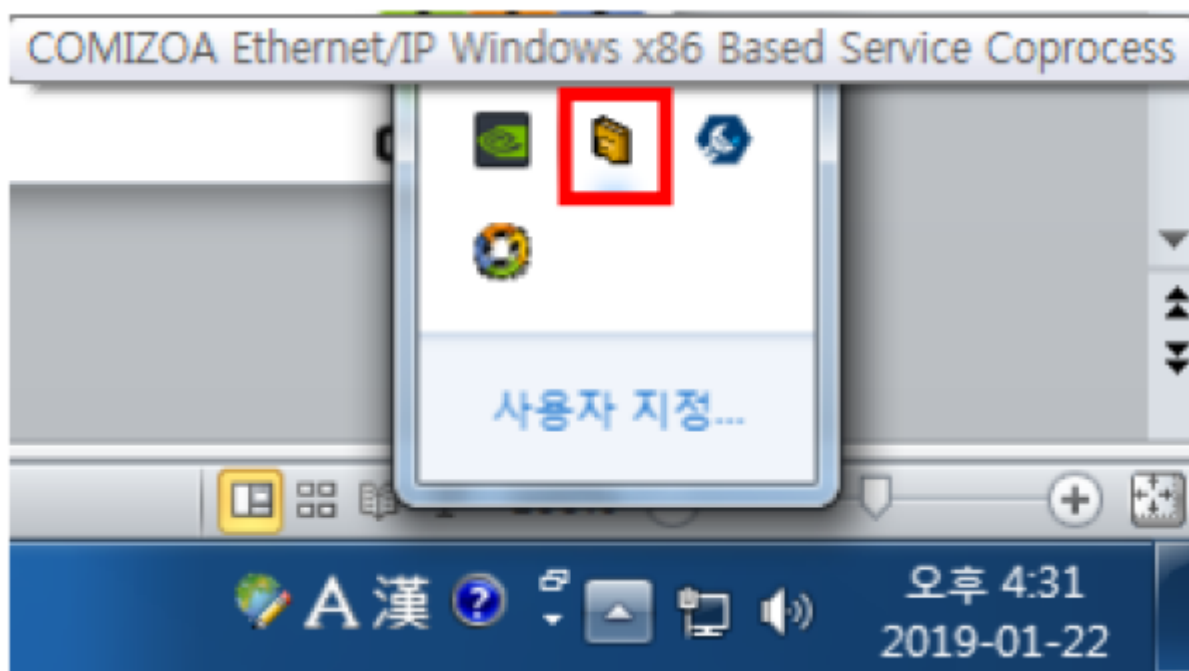 COMIZOA Ethernet/IP Windows x86 Based Service Coprocess
사용자 지정...
A 漢 ?
오후 4:31
2019-01-22